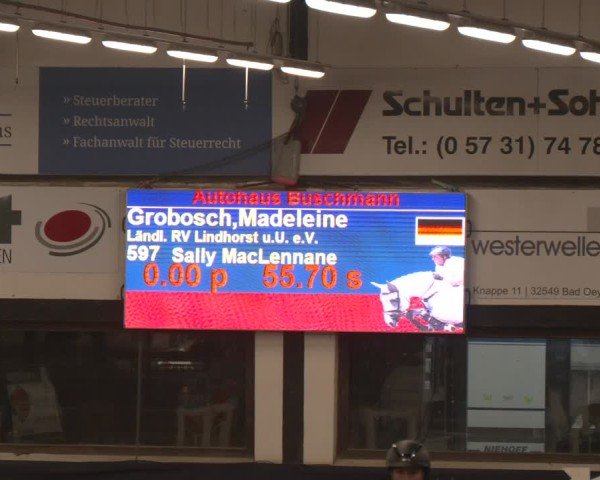 » Steuerberater
» Rechtsanwalt
» Fachanwalt für Steuerrecht
Schulten+
Tel.: (0 57 31) 74 78
Autohaus Buschmann
Grobosch,Madeleine
Ländl. RV Lindhorst u.U. e.V.
597 Sally MacLennane
0.00 p 55.70 s
westerwelle
Knappe 11 | 32549 Bad Oey
NIEHOFF